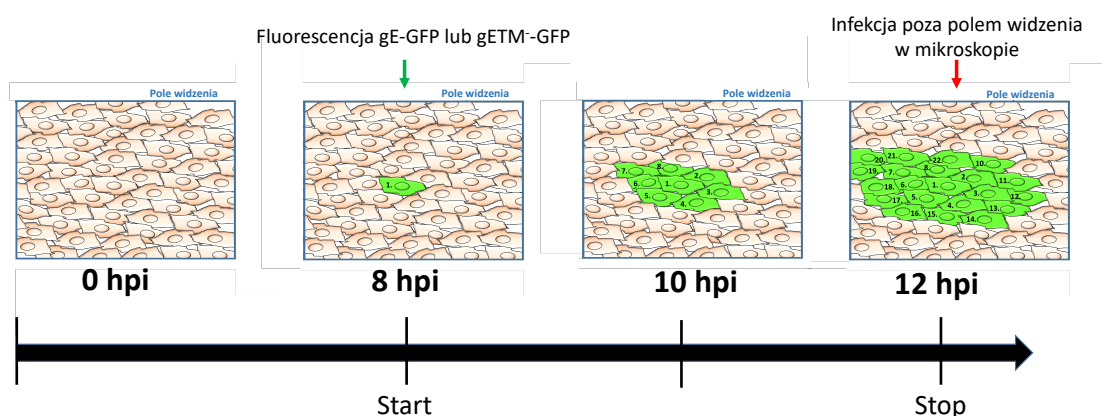 Fluorescencja gE-GFP lub gETM⁻-GFP
Infekcja poza polem widzenia
w mikroskopie
Pole widzenia
Pole widzenia
Pole widzenia
Pole widzenia
1.
7. 8. 2.
6. 1. 3.
5. 4.
20. 21. 22. 10.
19. 7. 8. 2. 11.
18. 6. 1. 3. 12.
17. 5. 4. 13.
16. 15. 14.
0 hpi
8 hpi
10 hpi
12 hpi
Start
Stop